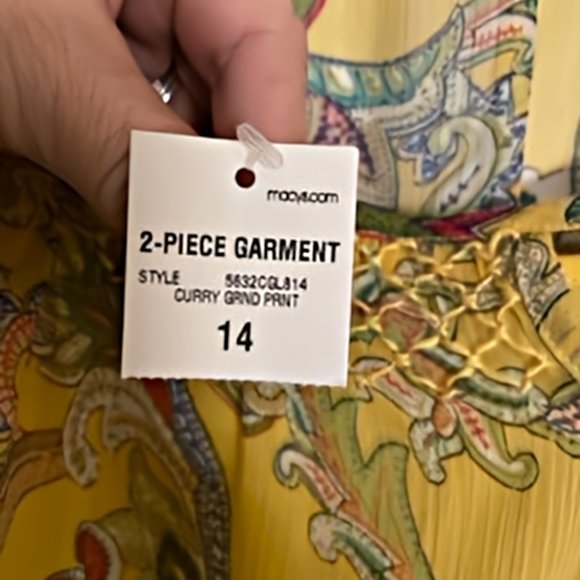 macys.com
2-PIECE GARMENT
STYLE 5632CGL814
CURRY GRND PRNT
14